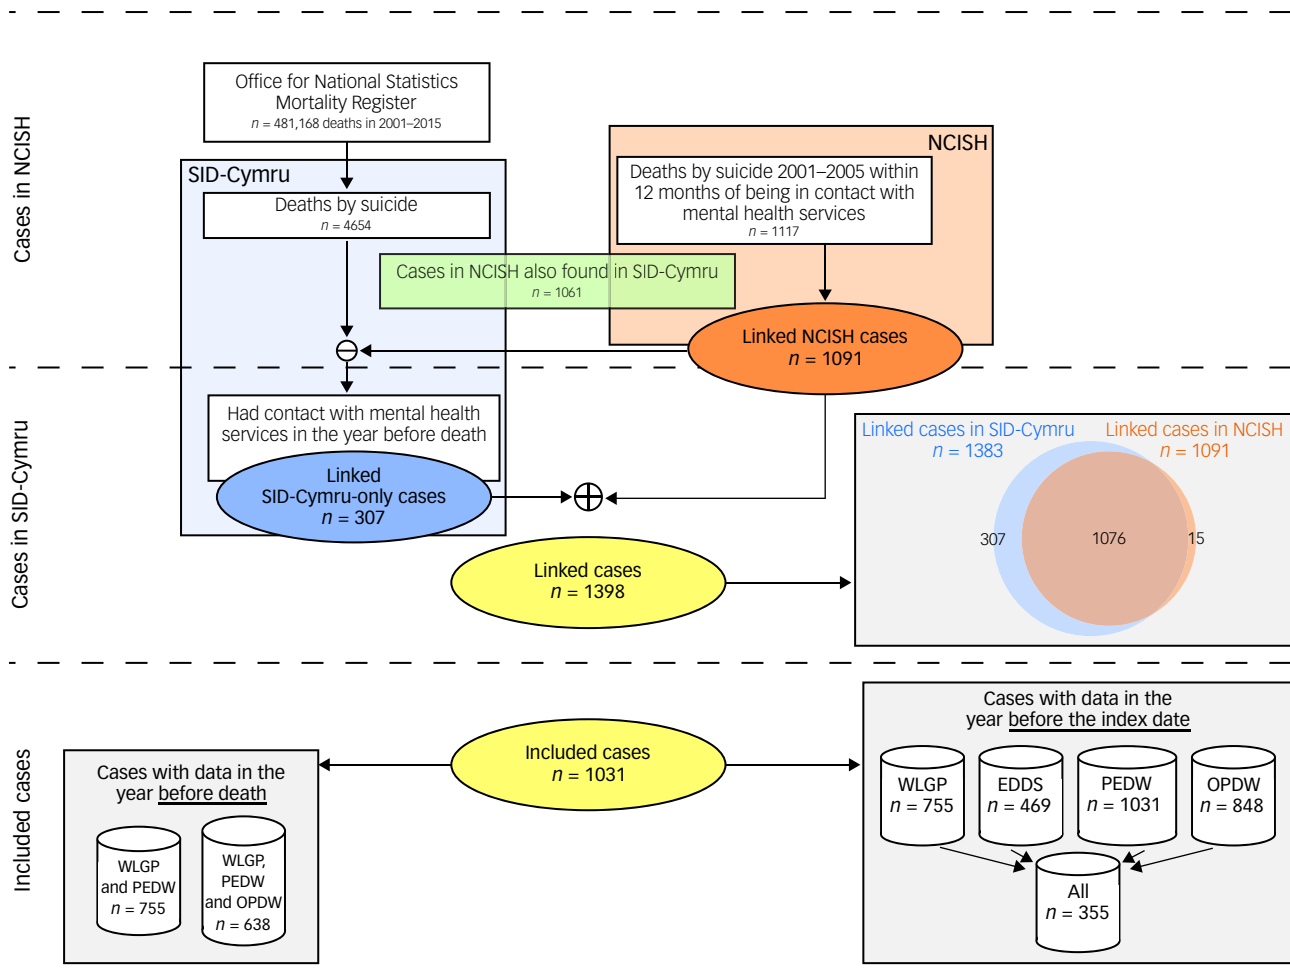 Cases in NCISH
Office for National Statistics
Mortality Register
n = 481,168 deaths in 2001–2015
SID-Cymru
Deaths by suicide
n = 4654
NCISH
Deaths by suicide 2001–2005 within
12 months of being in contact with
mental health services
n = 1117
Cases in NCISH also found in SID-Cymru
n = 1061
Linked NCISH cases
n = 1091
Cases in SID-Cymru
Had contact with mental health
services in the year before death
Linked
SID-Cymru-only cases
n = 307
Linked cases
n = 1398
Linked cases in SID-Cymru
n = 1383
Linked cases in NCISH
n = 1091
307
1076
15
Included cases
Included cases
n = 1031
Cases with data in the
year before death
WLGP
and PEDW
n = 755
WLGP,
PEDW
and OPDW
n = 638
Cases with data in the
year before the index date
WLGP
n = 755
EDDS
n = 469
PEDW
n = 1031
OPDW
n = 848
All
n = 355